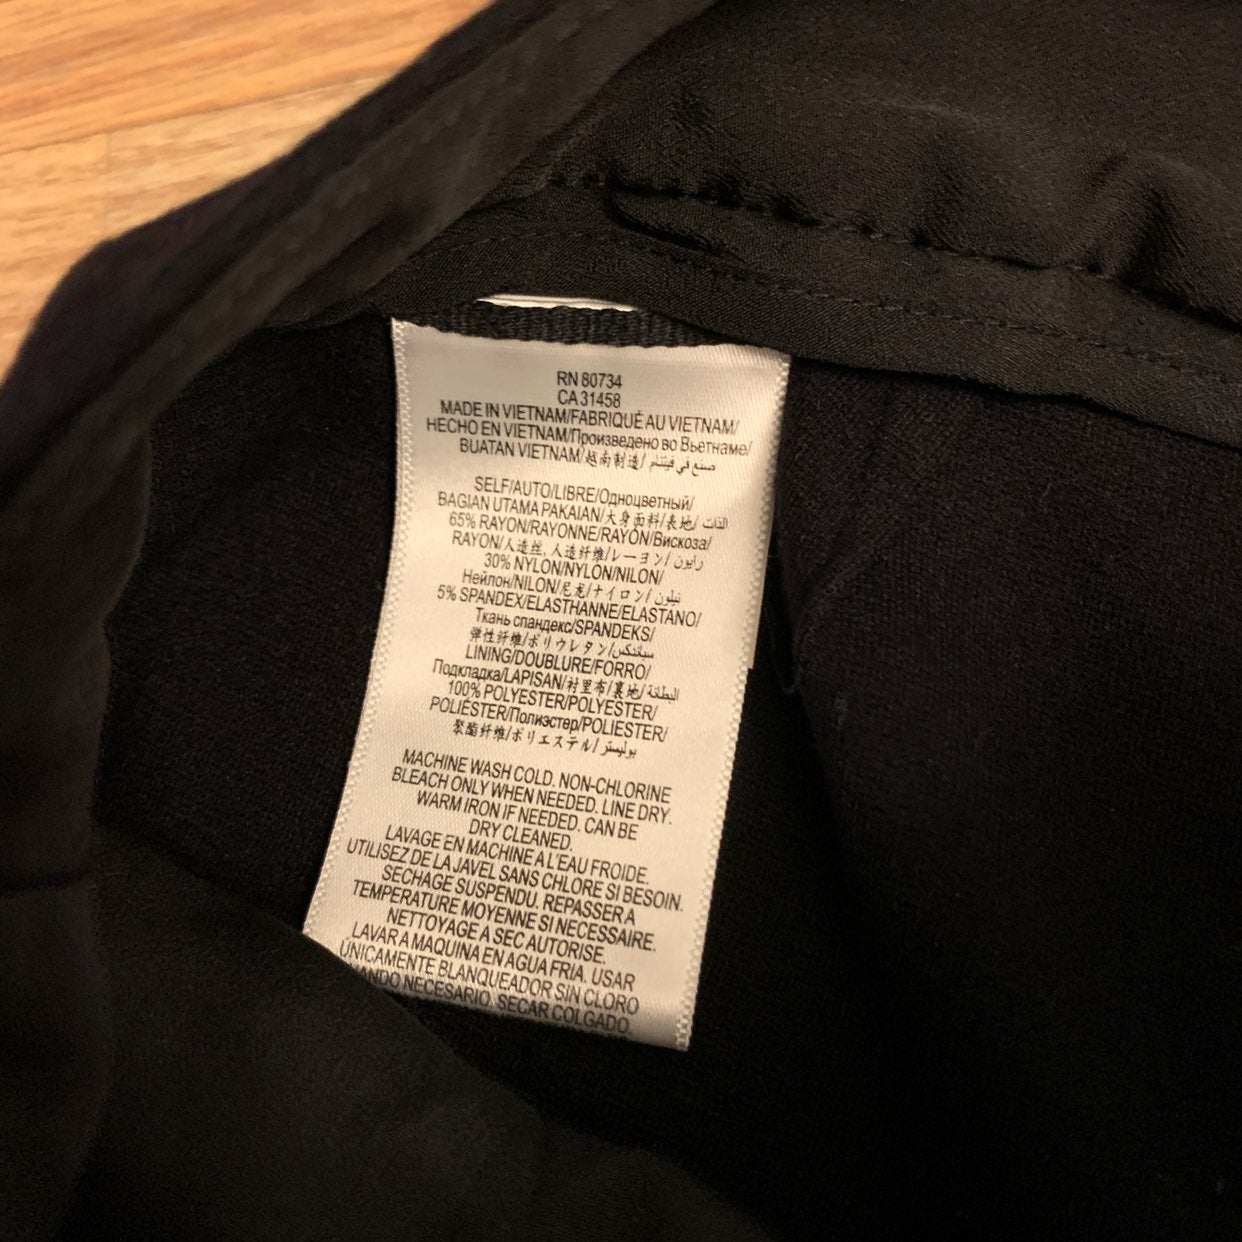 RN 80734
CA 31458
MADE IN VIETNAM/FABRIQUÉ AU VIETNAM/
HECHO EN VIETNAM/Произведено во Вьетнаме/
BUATAN VIETNAM/越南制造/ صنع في فيتنام
SELF/AUTO/LIBRE/Одноцветный/
BAGIAN UTAMA PAKAIAN/大身面料/表地/ الذات
65% RAYON/RAYONNE/RAYÓN/Вискоза/
RAYON/人造丝, 人造纤维/レーヨン/ رايون
30% NYLON/NYLON/NILON/
Нейлон/NILON/尼龙/ナイロン/ نيلون
5% SPANDEX/ELASTHANNE/ELASTANO/
Ткань спандекс/SPANDEKS/
弹性纤维/ポリウレタン/ سباندكس
LINING/DOUBLURE/FORRO/
Подкладка/LAPISAN/衬里布/裏地/ البطانة
100% POLYESTER/POLYESTER/
POLIÉSTER/Полиэстер/POLIESTER/
聚酯纤维/ポリエステル/ بوليستر
MACHINE WASH COLD. NON-CHLORINE
BLEACH ONLY WHEN NEEDED. LINE DRY.
WARM IRON IF NEEDED. CAN BE
DRY CLEANED.
LAVAGE EN MACHINE A L'EAU FROIDE.
UTILISEZ DE LA JAVEL SANS CHLORE SI BESOIN.
SECHAGE SUSPENDU. REPASSER A
TEMPERATURE MOYENNE SI NECESSAIRE.
NETTOYAGE A SEC AUTORISE.
LAVAR A MAQUINA EN AGUA FRIA. USAR
ÚNICAMENTE BLANQUEADOR SIN CLORO
NECESARIO. SECAR COLGADO.